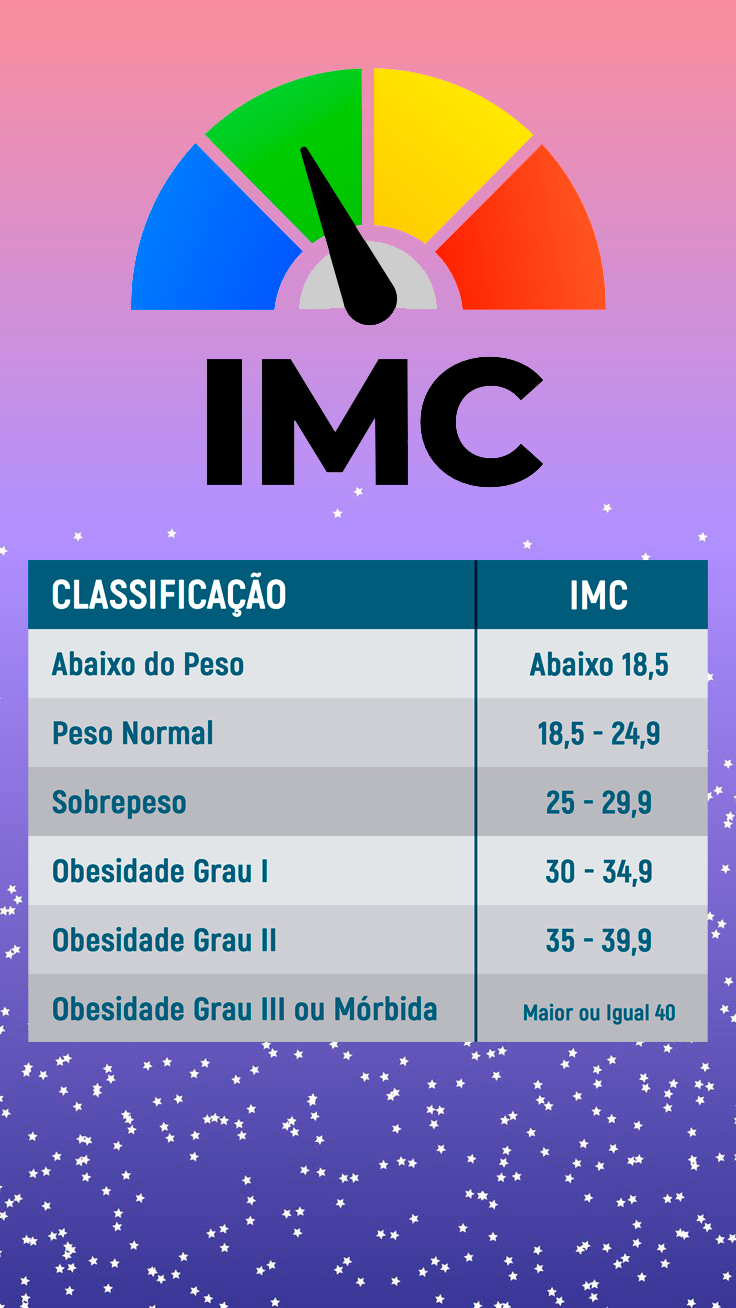 IMC
CLASSIFICAÇÃO IMC
Abaixo do Peso Abaixo 18,5
Peso Normal 18,5 - 24,9
Sobrepeso 25 - 29,9
Obesidade Grau I 30 - 34,9
Obesidade Grau II 35 - 39,9
Obesidade Grau III ou Mórbida Maior ou Igual 40